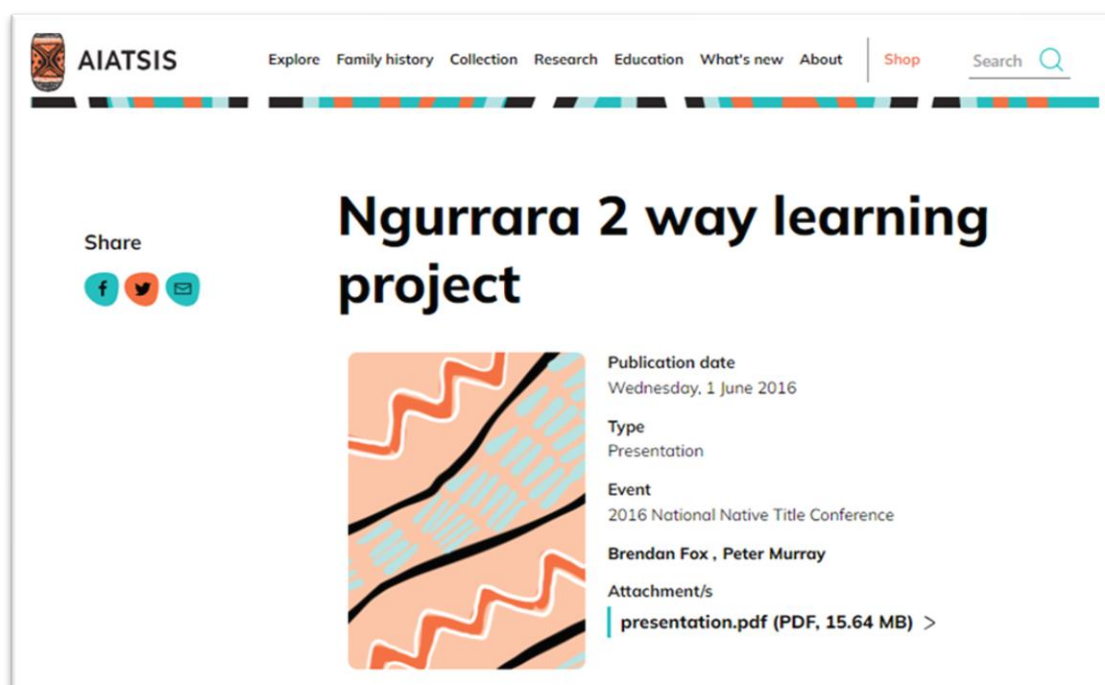 AIATSIS
Explore Family history Collection Research Education What's new About Shop Search
Share
Ngurrara 2 way learning
project
Publication date
Wednesday, 1 June 2016
Type
Presentation
Event
2016 National Native Title Conference
Brendan Fox , Peter Murray
Attachment/s
presentation.pdf (PDF, 15.64 MB) >